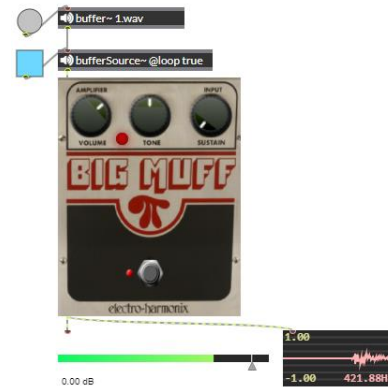 buffer~ 1.wav
bufferSource~ @loop true
AMPLIFIER INPUT
VOLUME TONE SUSTAIN
BIG MUFF
π
electro-harmonix
1.00
-1.00 421.88H
0.00 dB